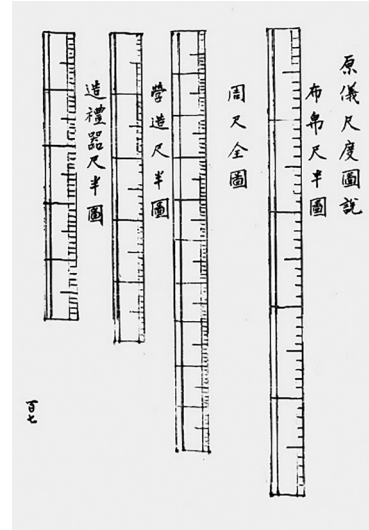 原儀尺度圖說
布帛尺半圖
周尺全圖
營造尺半圖
造禮器尺半圖
百七